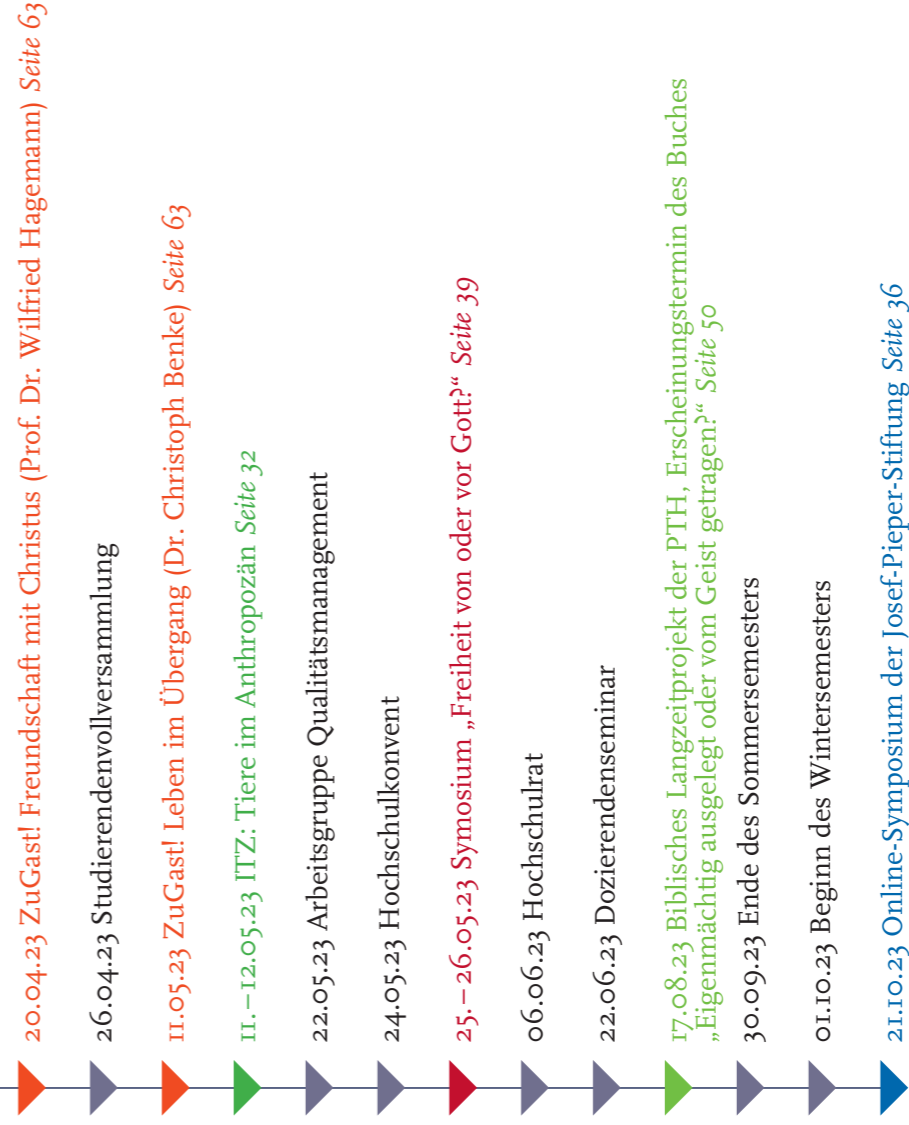 20.04.23 ZuGast! Freundschaft mit Christus (Prof. Dr. Wilfried Hagemann) Seite 63
26.04.23 Studierendenvollversammlung
11.05.23 ZuGast! Leben im Übergang (Dr. Christoph Benke) Seite 63
11.–12.05.23 ITZ: Tiere im Anthropozän Seite 32
22.05.23 Arbeitsgruppe Qualitätsmanagement
24.05.23 Hochschulkonvent
25.–26.05.23 Symosium „Freiheit von oder vor Gott?“ Seite 39
06.06.23 Hochschulrat
22.06.23 Dozierendenseminar
17.08.23 Biblisches Langzeitprojekt der PTH, Erscheinungstermin des Buches
„Eigenmächtig ausgelegt oder vom Geist getragen?“ Seite 50
30.09.23 Ende des Sommersemesters
01.10.23 Beginn des Wintersemesters
21.10.23 Online-Symposium der Josef-Pieper-Stiftung Seite 36